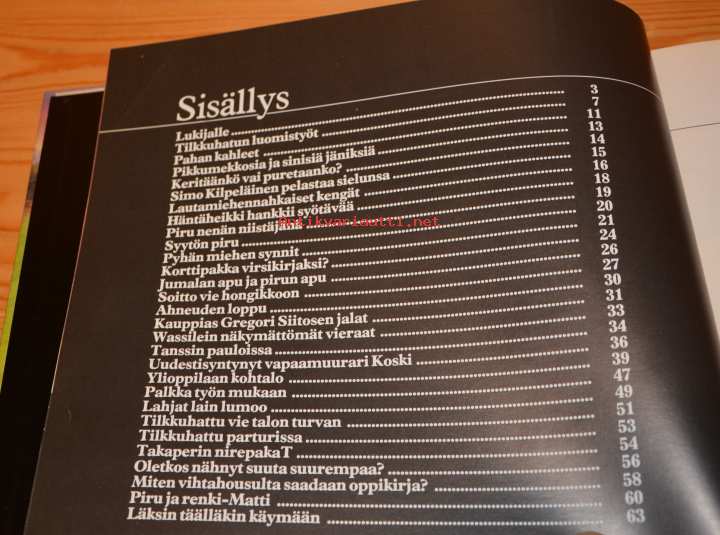 Sisällys
Lukijalle 3
Tilkkuhatun luomistyöt 7
Pahan kahleet 11
Pikkumekkosia ja sinisiä jäniksiä 13
Keritäänkö vai puretaanko? 14
Simo Kilpeläinen pelastaa sielunsa 15
Lautamiehennahkaiset kengät 16
Häntäheikki hankkii syötävää 18
Piru nenän niistäjänä 19
Syytön piru 20
Pyhän miehen synnit 21
Korttipakka virsikirjaksi? 24
Jumalan apu ja pirun apu 26
Soitto vie hongikkoon 27
Ahneuden loppu 30
Kauppias Gregori Siitosen jalat 31
Wassilein näkymättömät vieraat 33
Tanssin pauloissa 34
Uudestisyntynyt vapaamuurari Koski 36
Ylioppilaan kohtalo 39
Palkka työn mukaan 47
Lahjat lain lumoo 49
Tilkkuhattu vie talon turvan 51
Tilkkuhattu parturissa 53
Takaperin nirepakaT 54
Oletkos nähnyt suuta suurempaa? 56
Miten vihtahousulta saadaan oppikirja? 58
Piru ja renki-Matti 60
Läksin täälläkin käymään 63